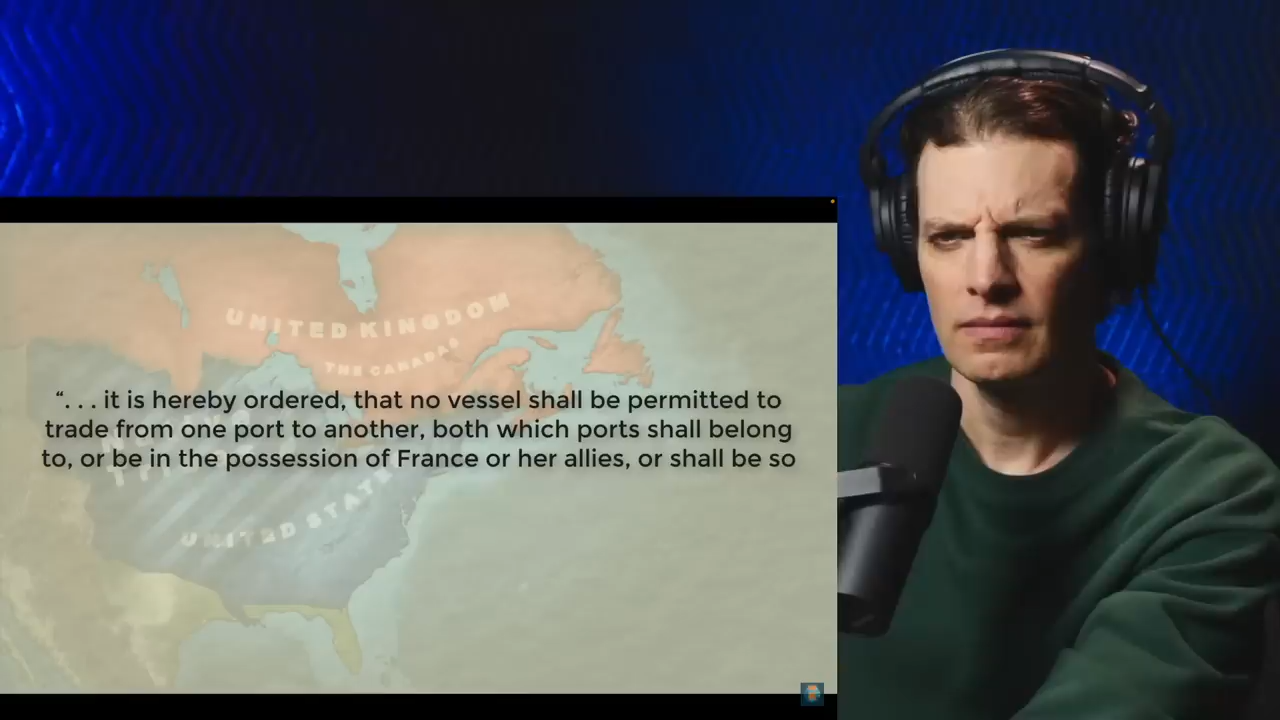 UNITED KINGDOM
THE CANADAS
“. . . it is hereby ordered, that no vessel shall be permitted to
trade from one port to another, both which ports shall belong
to, or be in the possession of France or her allies, or shall be so
UNITED STATES